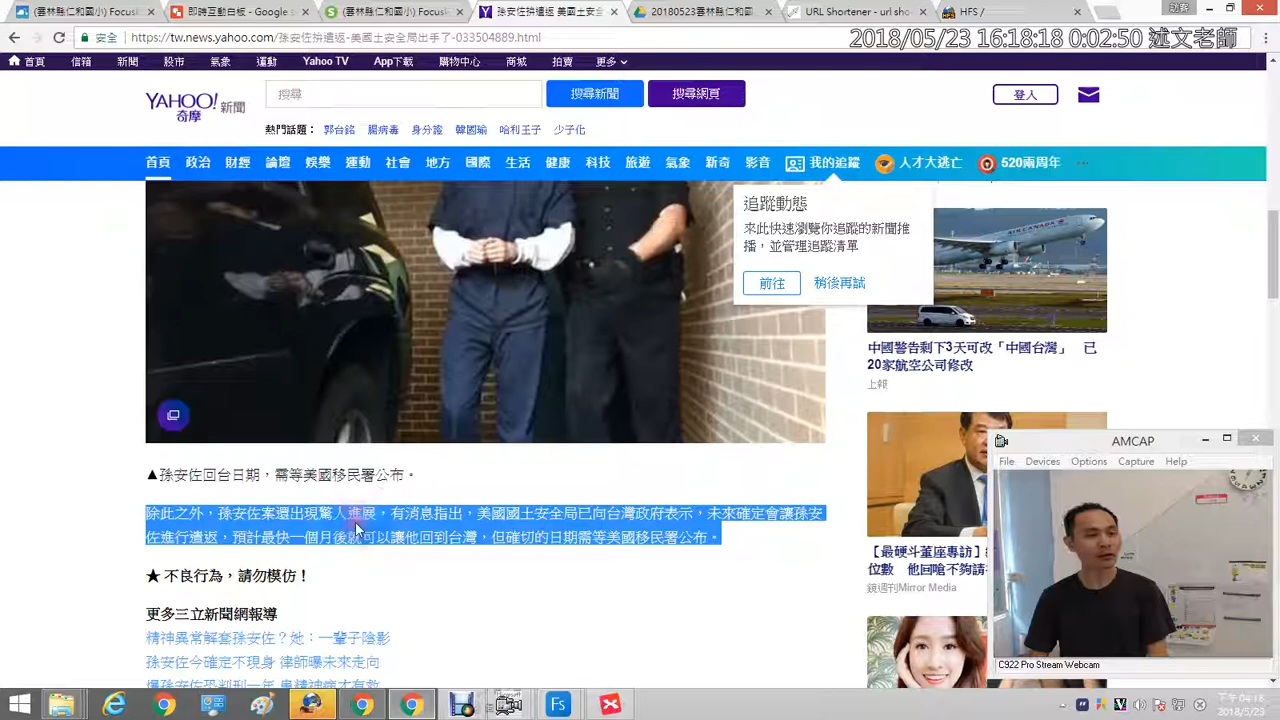 (雲林縣仁和國小) Focusk
即時互動白板 - Google
(雲林縣仁和國小) Focusk
孫安佐拚遣返 美國土安全
20180523雲林縣仁和國
URL Shortener - url sho
HFS /
安全
https://tw.news.yahoo.com/孫安佐拚遣返-美國土安全局出手了-033504889.html
2018/05/23 16:18:18 0:02:50 述文老師
首頁 信箱 新聞 股市 氣象 運動 Yahoo TV App下載 購物中心 商城 拍賣 更多
YAHOO!
奇摩
新聞
搜尋
搜尋新聞
搜尋網頁
登入
熱門話題: 郭台銘 腸病毒 身分證 韓國瑜 哈利王子 少子化
首頁 政治 財經 論壇 娛樂 運動 社會 地方 國際 生活 健康 科技 旅遊 氣象 新奇 影音 我的追蹤 人才大逃亡 520兩周年 ...
追蹤動態
來此快速瀏覽你追蹤的新聞推
播,並管理追蹤清單
前往
稍後再試
AIR CANADA
中國警告剩下3天可改「中國台灣」 已
20家航空公司修改
上報
▲孫安佐回台日期,需等美國移民署公布。
除此之外,孫安佐案還出現驚人進展,有消息指出,美國國土安全局已向台灣政府表示,未來確定會讓孫安
佐進行遣返,預計最快一個月後就可以讓他回到台灣,但確切的日期需等美國移民署公布。
★ 不良行為,請勿模仿!
更多三立新聞網報導
精神異常解套孫安佐?她:一輩子陰影
孫安佐今確定不現身 律師曝未來走向
【最硬斗董座專訪】
位數 他回嗆不夠請
鏡週刊Mirror Media
AMCAP
File Devices Options Capture Help
C922 Pro Stream Webcam
Fs
下午 04:18
2018/5/23